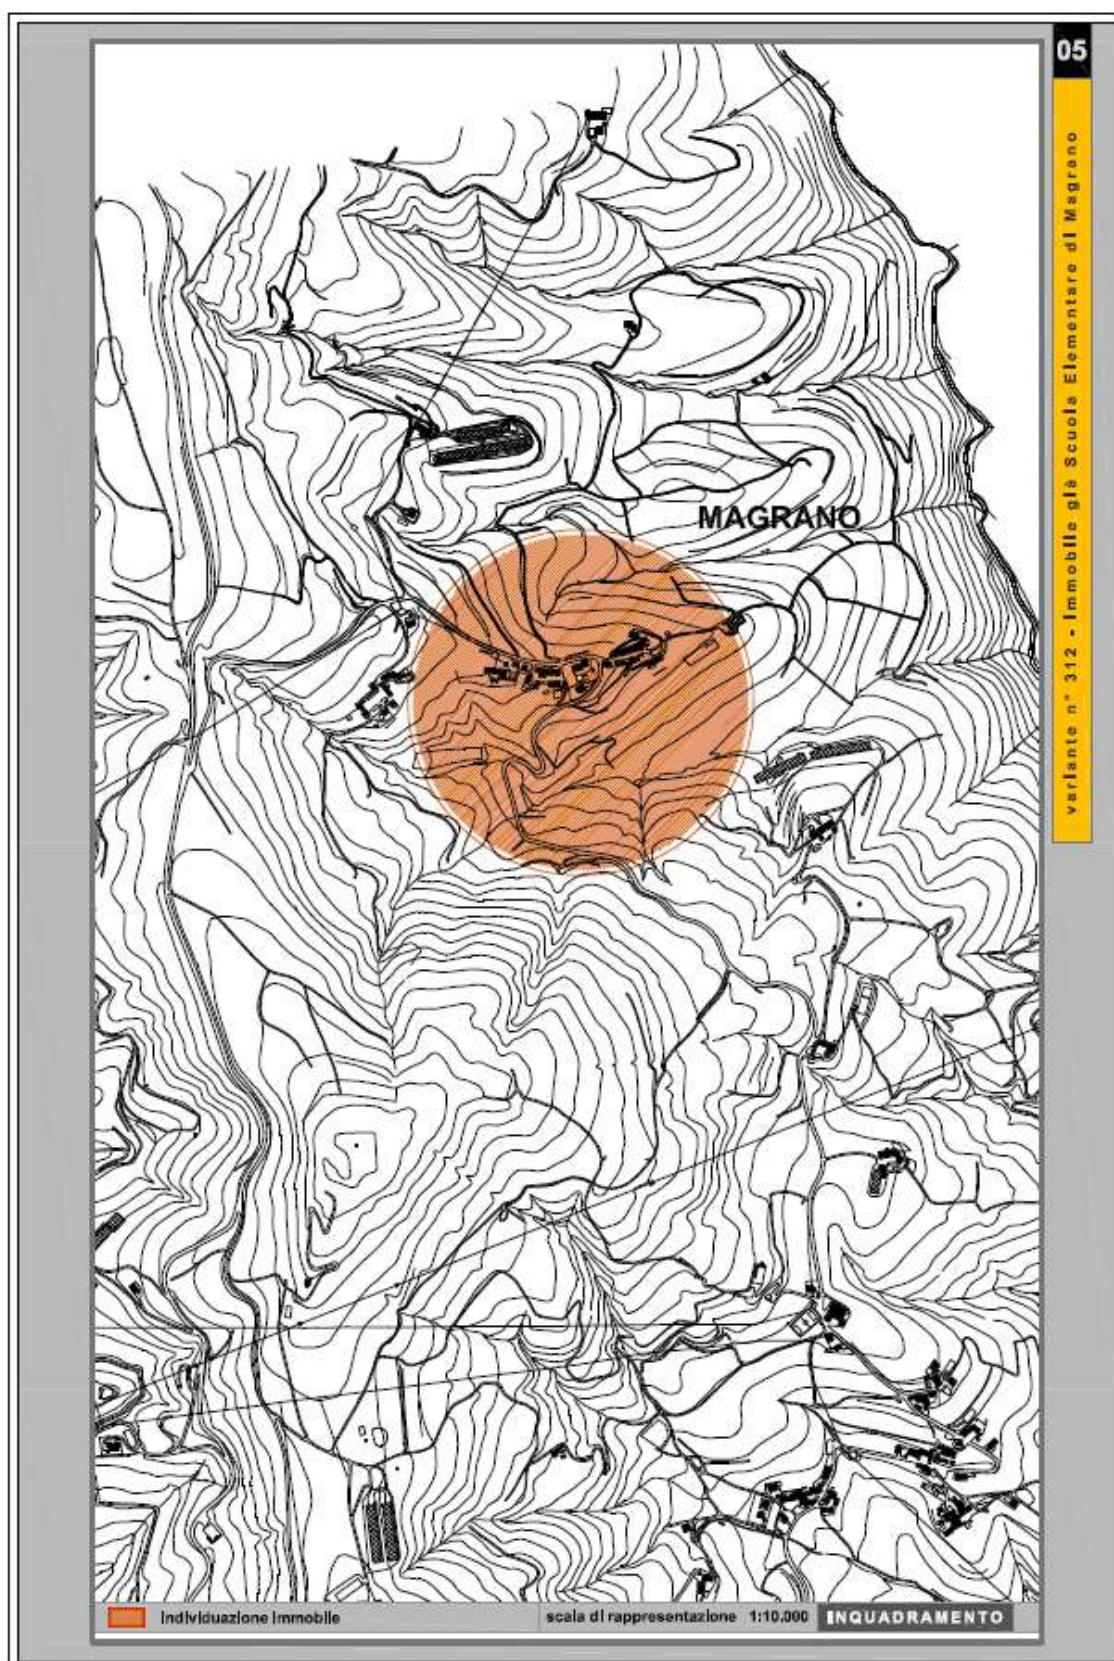 05
variante n° 312 - Immobile già Scuola Elementare di Magrano
MAGRANO
individuazione immobile
scala di rappresentazione 1:10.000
INQUADRAMENTO